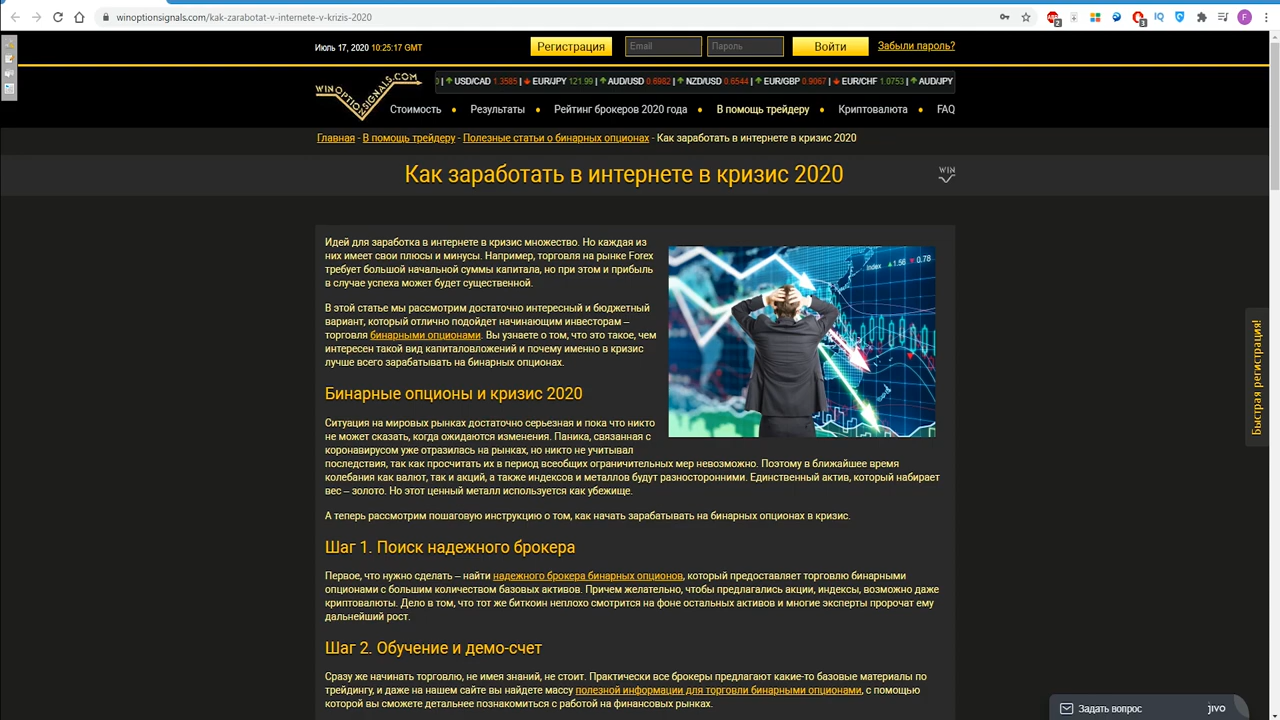 winoptionsignals.com/kak-zarabotat-v-internete-v-krizis-2020
Июль 17, 2020 10:25:17 GMT
Регистрация
Email
Пароль
Войти
Забыли пароль?
WINOPTIONSIGNALS.COM
USD/CAD 1.3585 | EUR/JPY 121.99 | AUD/USD 0.6982 | NZD/USD 0.6544 | EUR/GBP 0.9067 | EUR/CHF 1.0753 | AUD/JPY
Стоимость • Результаты • Рейтинг брокеров 2020 года • В помощь трейдеру • Криптовалюта • FAQ
Главная - В помощь трейдеру - Полезные статьи о бинарных опционах - Как заработать в интернете в кризис 2020
Как заработать в интернете в кризис 2020
WIN
Идей для заработка в интернете в кризис множество. Но каждая из
них имеет свои плюсы и минусы. Например, торговля на рынке Forex
требует большой начальной суммы капитала, но при этом и прибыль
в случае успеха может будет существенной.
Index 1.56 0.78
В этой статье мы рассмотрим достаточно интересный и бюджетный
вариант, который отлично подойдет начинающим инвесторам –
торговля бинарными опционами. Вы узнаете о том, что это такое, чем
интересен такой вид капиталовложений и почему именно в кризис
лучше всего зарабатывать на бинарных опционах.
Быстрая регистрация!
Бинарные опционы и кризис 2020
Ситуация на мировых рынках достаточно серьезная и пока что никто
не может сказать, когда ожидаются изменения. Паника, связанная с
коронавирусом уже отразилась на рынках, но никто не учитывал
последствия, так как просчитать их в период всеобщих ограничительных мер невозможно. Поэтому в ближайшее время
колебания как валют, так и акций, а также индексов и металлов будут разносторонними. Единственный актив, который набирает
вес – золото. Но этот ценный металл используется как убежище.
А теперь рассмотрим пошаговую инструкцию о том, как начать зарабатывать на бинарных опционах в кризис.
Шаг 1. Поиск надежного брокера
Первое, что нужно сделать – найти надежного брокера бинарных опционов, который предоставляет торговлю бинарными
опционами с большим количеством базовых активов. Причем желательно, чтобы предлагались акции, индексы, возможно даже
криптовалюты. Дело в том, что тот же биткоин неплохо смотрится на фоне остальных активов и многие эксперты пророчат ему
дальнейший рост.
Шаг 2. Обучение и демо-счет
Сразу же начинать торговлю, не имея знаний, не стоит. Практически все брокеры предлагают какие-то базовые материалы по
трейдингу, и даже на нашем сайте вы найдете массу полезной информации для торговли бинарными опционами, с помощью
которой вы сможете детальнее познакомиться с работой на финансовых рынках.
Задать вопрос
jivo